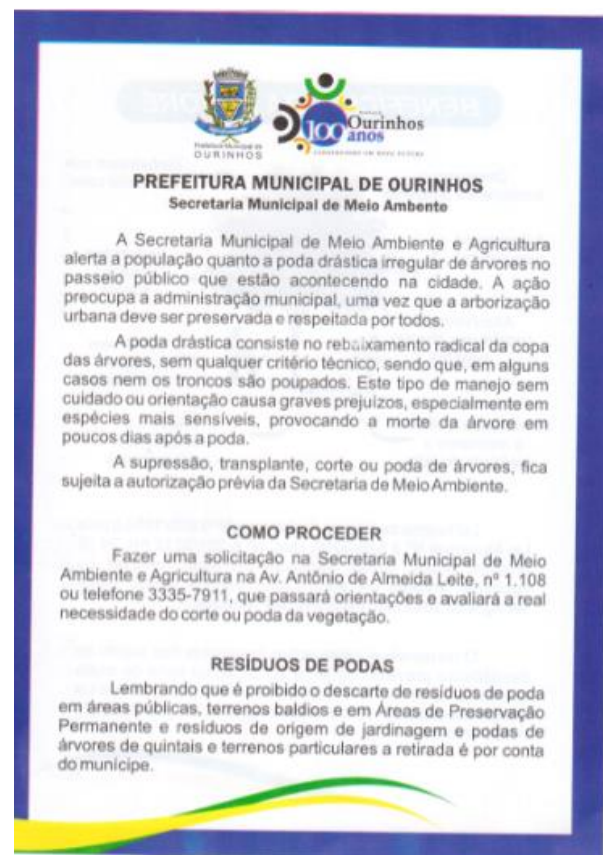 Prefeitura Municipal de
OURINHOS
Prefeitura
100
Ourinhos
anos
CONSTRUINDO UM NOVO FUTURO
PREFEITURA MUNICIPAL DE OURINHOS
Secretaria Municipal de Meio Ambente
A Secretaria Municipal de Meio Ambiente e Agricultura
alerta a população quanto a poda drástica irregular de árvores no
passeio público que estão acontecendo na cidade. A ação
preocupa a administração municipal, uma vez que a arborização
urbana deve ser preservada e respeitada por todos.
A poda drástica consiste no rebaixamento radical da copa
das árvores, sem qualquer critério técnico, sendo que, em alguns
casos nem os troncos são poupados. Este tipo de manejo sem
cuidado ou orientação causa graves prejuízos, especialmente em
espécies mais sensíveis, provocando a morte da árvore em
poucos dias após a poda.
A supressão, transplante, corte ou poda de árvores, fica
sujeita a autorização prévia da Secretaria de Meio Ambiente.
COMO PROCEDER
Fazer uma solicitação na Secretaria Municipal de Meio
Ambiente e Agricultura na Av. Antônio de Almeida Leite, nº 1.108
ou telefone 3335-7911, que passará orientações e avaliará a real
necessidade do corte ou poda da vegetação.
RESÍDUOS DE PODAS
Lembrando que é proibido o descarte de resíduos de poda
em áreas públicas, terrenos baldios e em Áreas de Preservação
Permanente e resíduos de origem de jardinagem e podas de
árvores de quintais e terrenos particulares a retirada é por conta
do munícipe.